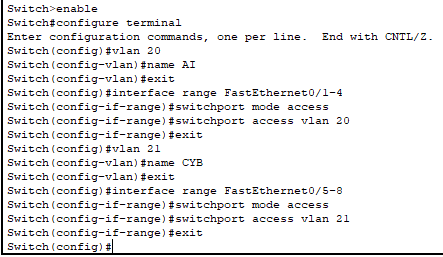 Switch>enable
Switch#configure terminal
Enter configuration commands, one per line.  End with CNTL/Z.
Switch(config)#vlan 20
Switch(config-vlan)#name AI
Switch(config-vlan)#exit
Switch(config)#interface range FastEthernet0/1-4
Switch(config-if-range)#switchport mode access
Switch(config-if-range)#switchport access vlan 20
Switch(config-if-range)#exit
Switch(config)#vlan 21
Switch(config-vlan)#name CYB
Switch(config-vlan)#exit
Switch(config)#interface range FastEthernet0/5-8
Switch(config-if-range)#switchport mode access
Switch(config-if-range)#switchport access vlan 21
Switch(config-if-range)#exit
Switch(config)#